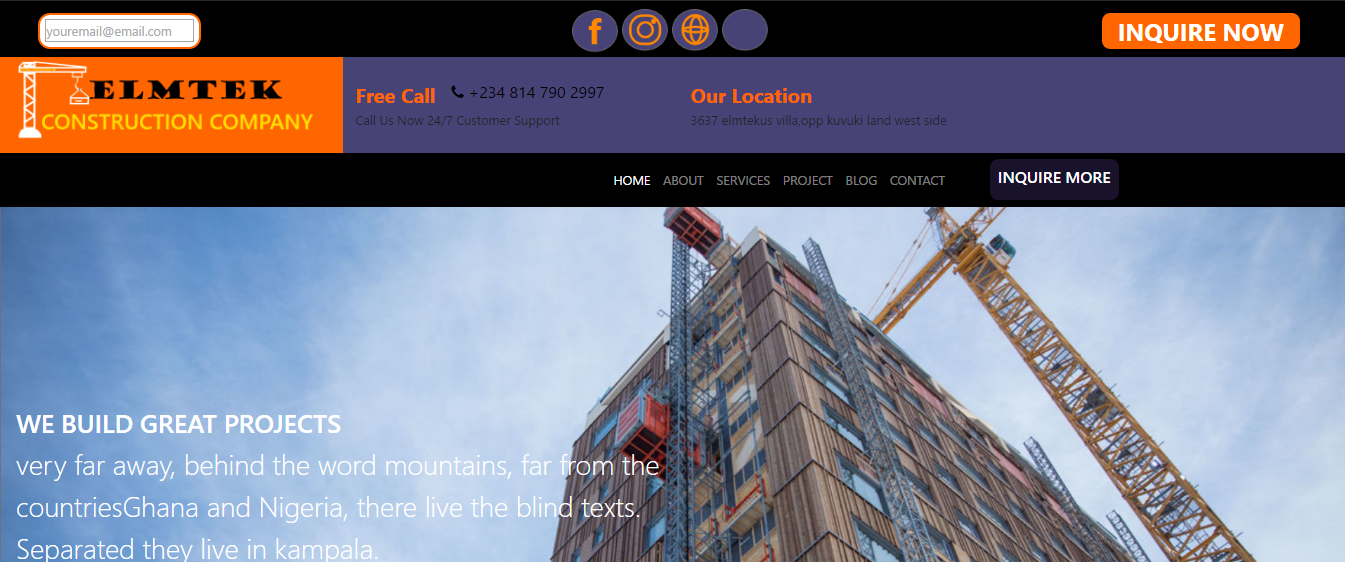 youremail@email.com
f
INQUIRE NOW
ELMTEK
CONSTRUCTION COMPANY
Free Call +234 814 790 2997
Call Us Now 24/7 Customer Support
Our Location
3637 elmtekus villa,opp kuvuki land west side
HOME ABOUT SERVICES PROJECT BLOG CONTACT INQUIRE MORE
WE BUILD GREAT PROJECTS
very far away, behind the word mountains, far from the
countriesGhana and Nigeria, there live the blind texts.
Separated they live in kampala.